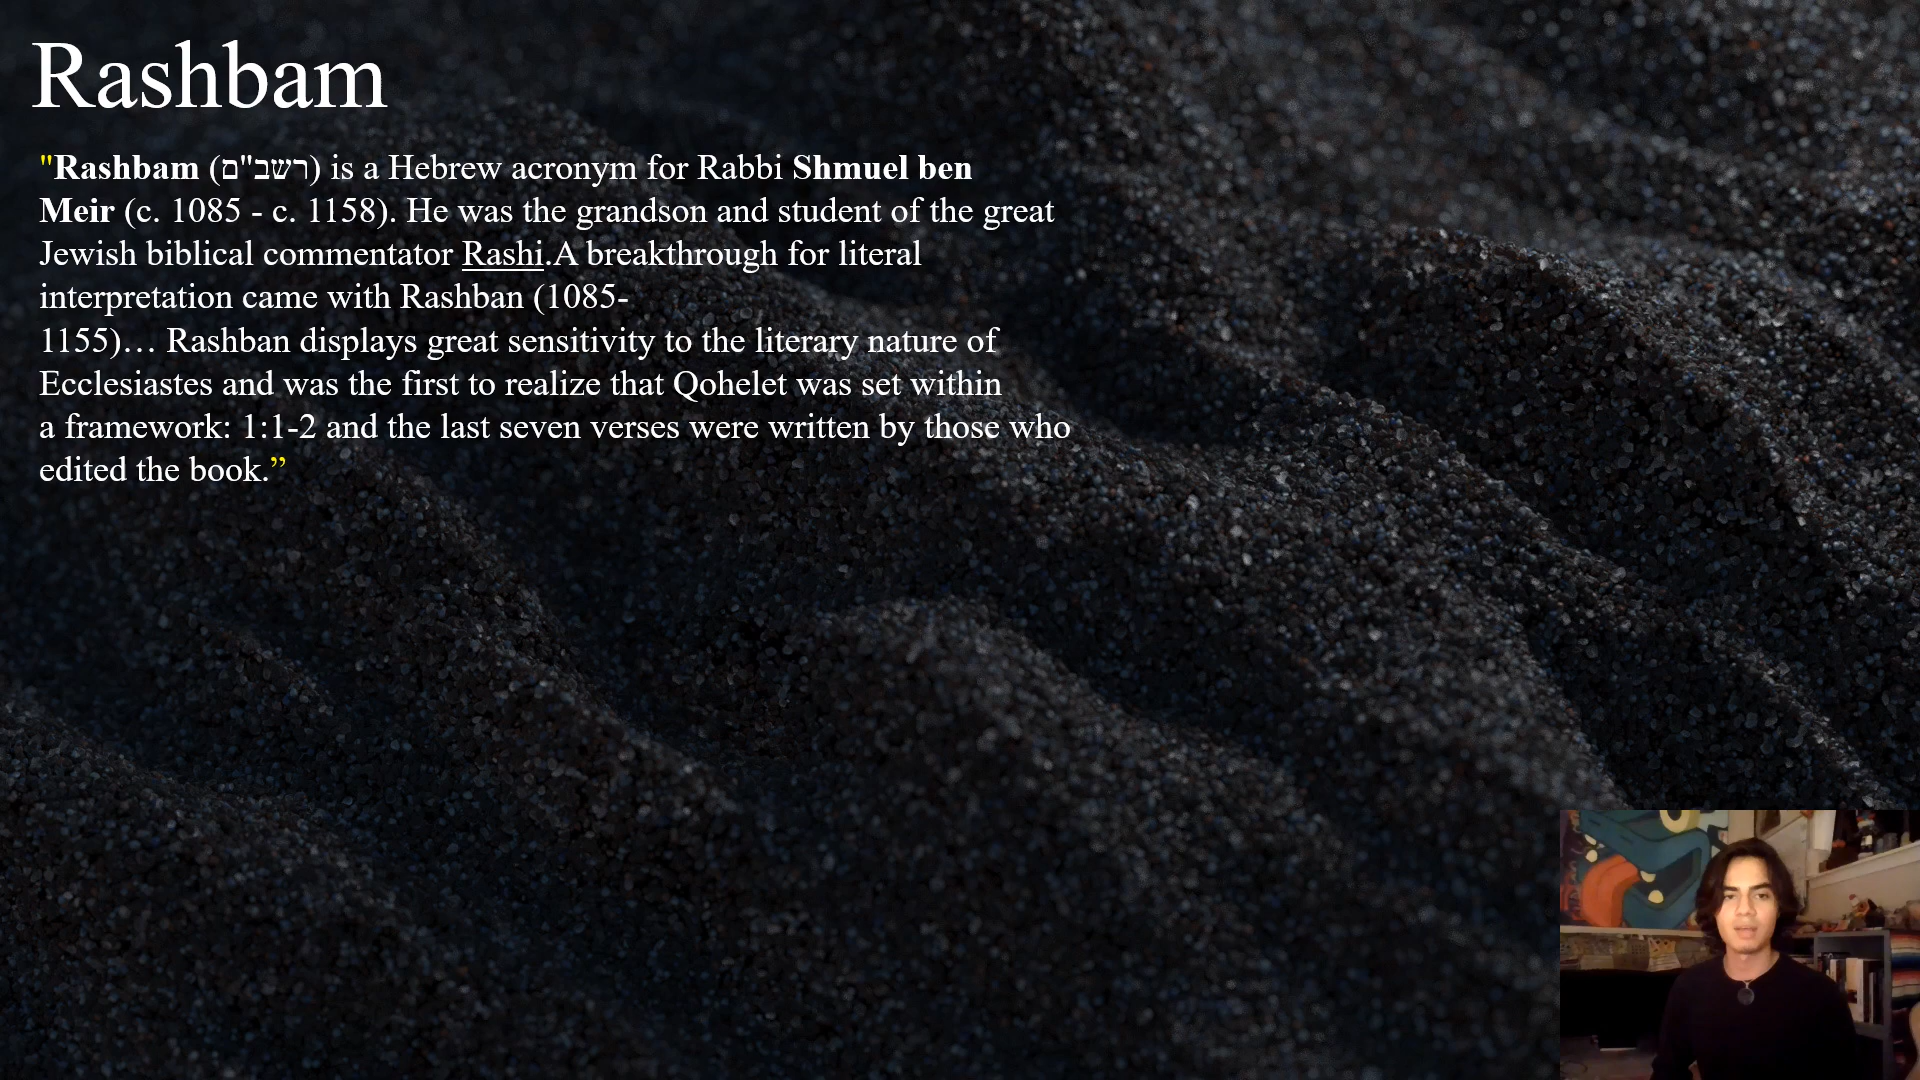 Rashbam
"Rashbam (רשב"ם) is a Hebrew acronym for Rabbi Shmuel ben
Meir (c. 1085 - c. 1158). He was the grandson and student of the great
Jewish biblical commentator Rashi.A breakthrough for literal
interpretation came with Rashban (1085-
1155)… Rashban displays great sensitivity to the literary nature of
Ecclesiastes and was the first to realize that Qohelet was set within
a framework: 1:1-2 and the last seven verses were written by those who
edited the book.”